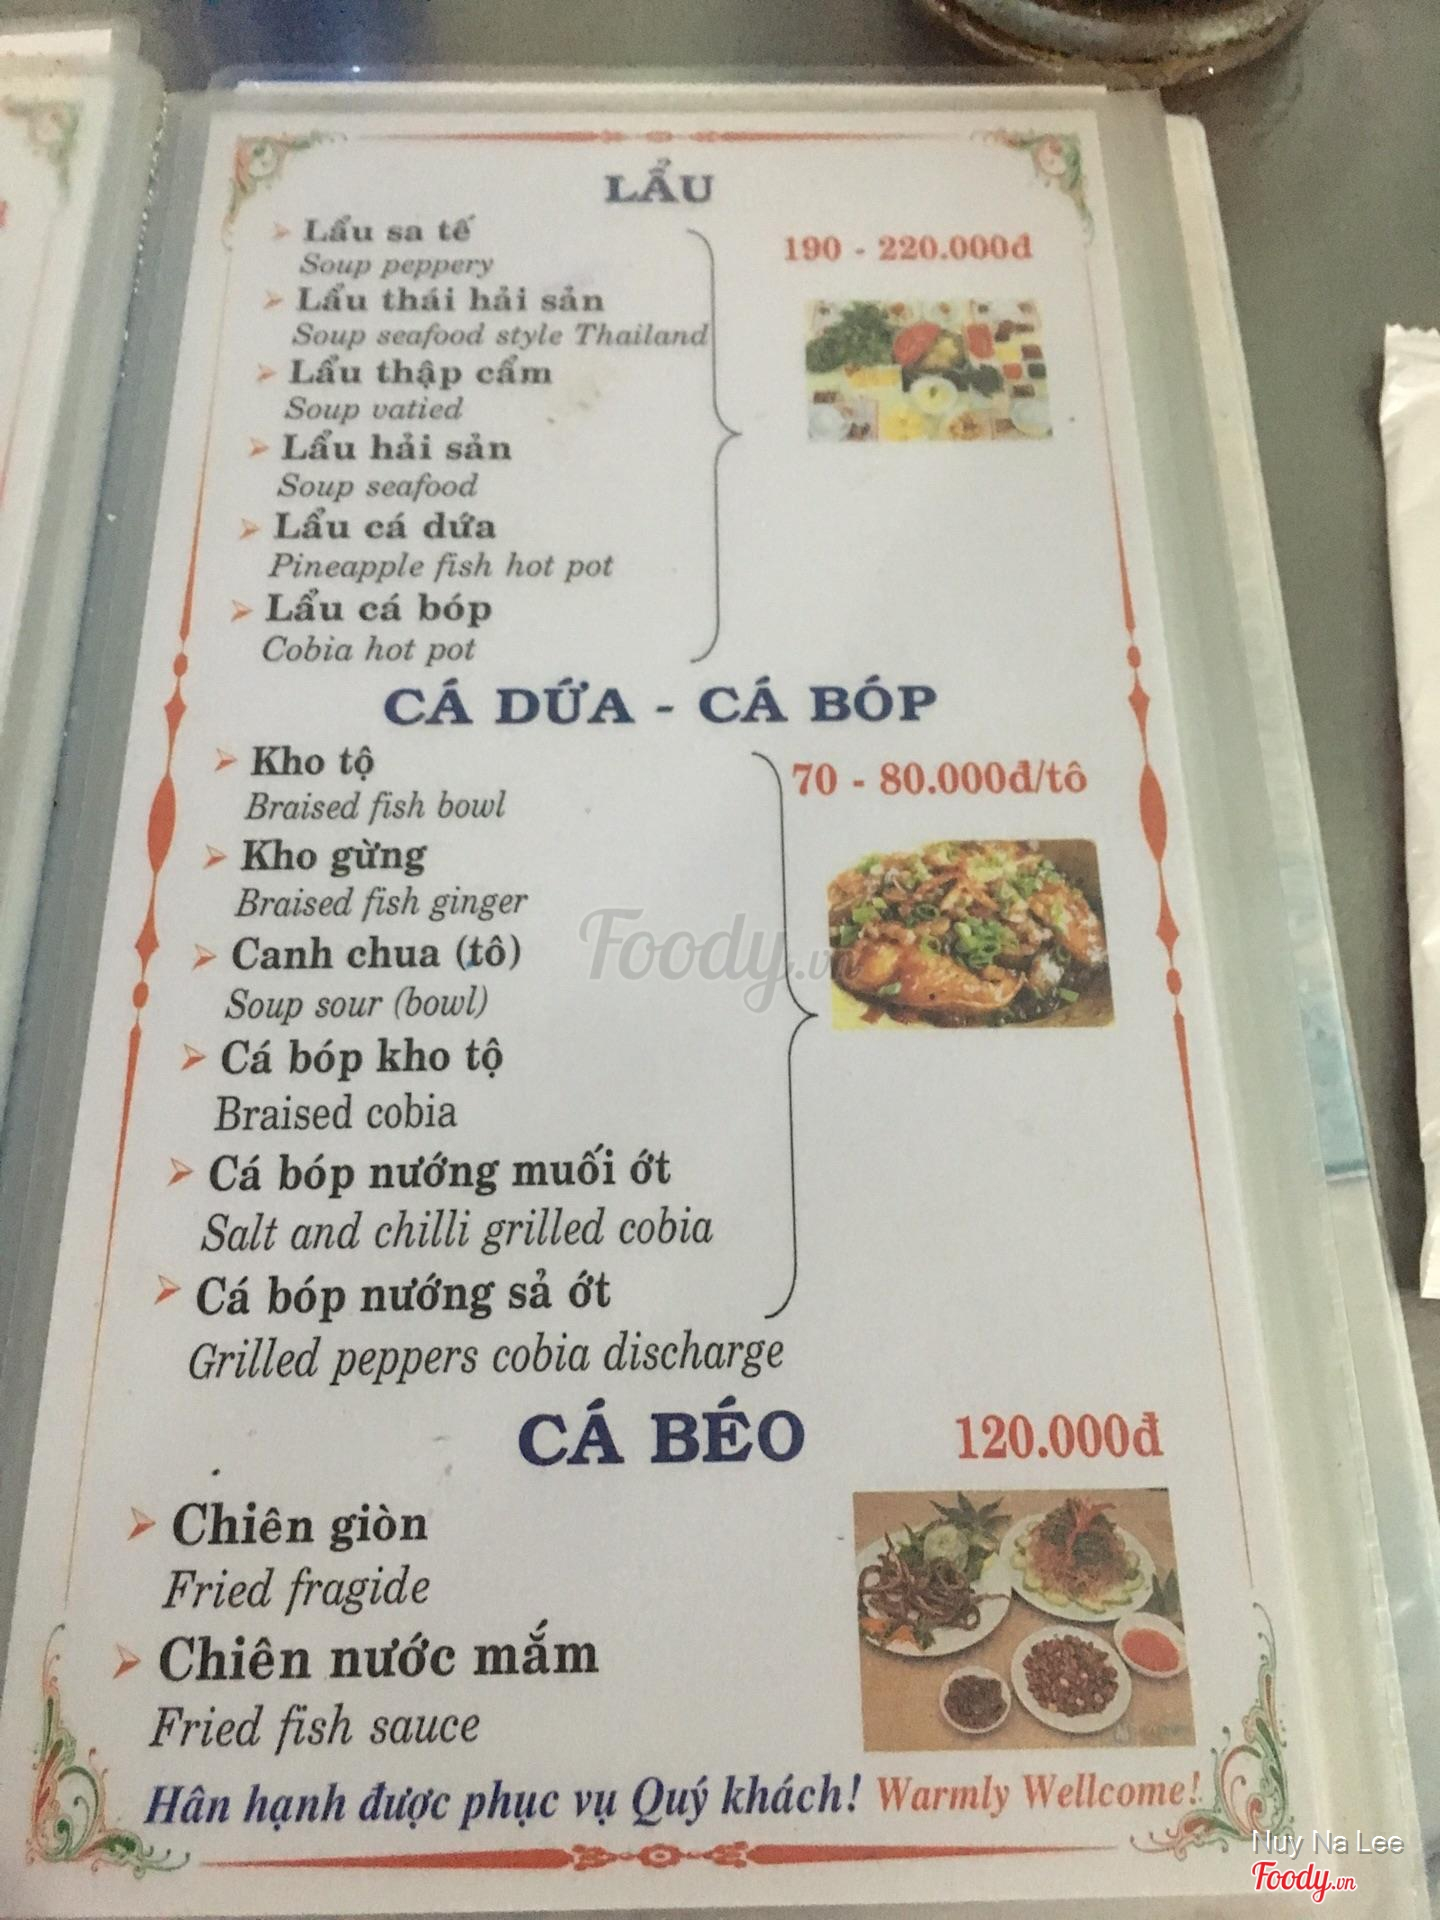 LẨU
Lẩu sa tế
190 - 220.000đ
Soup peppery
Lẩu thái hải sản
Soup seafood style Thailand
Lẩu thập cẩm
Soup vatied
Lẩu hải sản
Soup seafood
Lẩu cá dứa
Pineapple fish hot pot
Lẩu cá bóp
Cobia hot pot
CÁ DỨA - CÁ BÓP
Kho tộ
70 - 80.000đ/tô
Braised fish bowl
Kho gừng
Braised fish ginger
Canh chua (tô)
Soup sour (bowl)
Cá bóp kho tộ
Braised cobia
Cá bóp nướng muối ớt
Salt and chilli grilled cobia
Cá bóp nướng sả ớt
Grilled peppers cobia discharge
CÁ BÉO
120.000đ
Chiên giòn
Fried fragide
Chiên nước mắm
Fried fish sauce
Hân hạnh được phục vụ Quý khách! Warmly Wellcome!
Foody.vn
Nuy Na Lee
Foody.vn